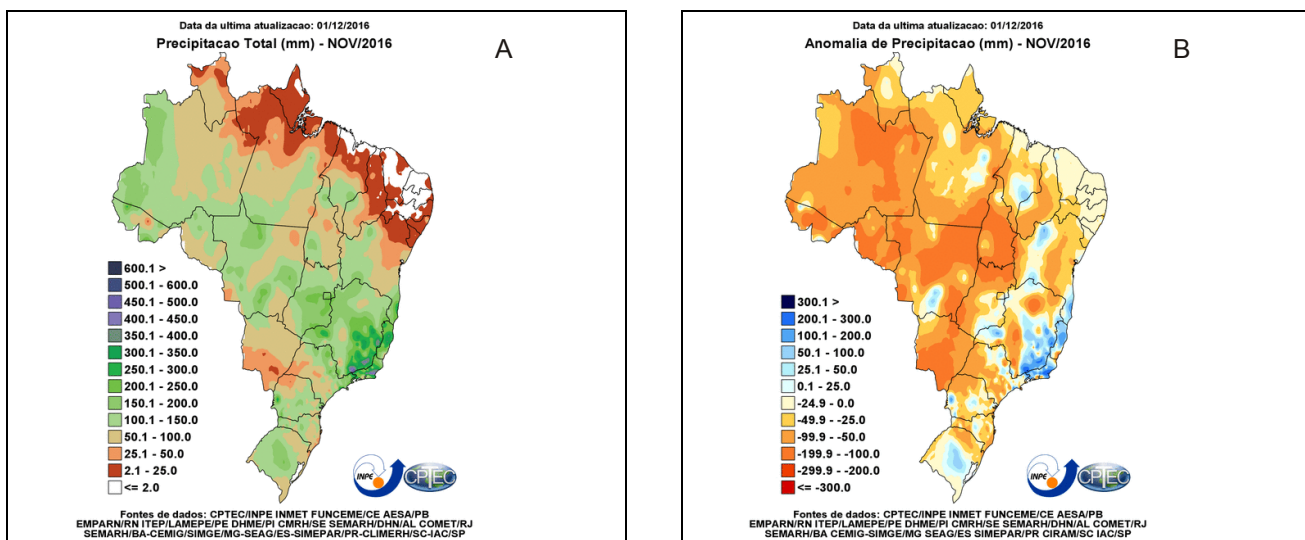 Data da ultima atualizacao: 01/12/2016
Precipitacao Total (mm) - NOV/2016
A
600.1 >
500.1 - 600.0
450.1 - 500.0
400.1 - 450.0
350.1 - 400.0
300.1 - 350.0
250.1 - 300.0
200.1 - 250.0
150.1 - 200.0
100.1 - 150.0
50.1 - 100.0
25.1 - 50.0
2.1 - 25.0
<= 2.0
INPE
CPTEC
Fontes de dados: CPTEC/INPE INMET FUNCEME/CE AESA/PB
EMPARN/RN ITEP/LAMEPE/PE DHME/PI CMRH/SE SEMARH/DHN/AL COMET/RJ
SEMARH/BA-CEMIG/SIMGE/MG-SEAG/ES-SIMEPAR/PR-CLIMERH/SC-IAC/SP
Data da ultima atualizacao: 01/12/2016
Anomalia de Precipitacao (mm) - NOV/2016
B
300.1 >
200.1 - 300.0
100.1 - 200.0
50.1 - 100.0
25.1 - 50.0
0.1 - 25.0
-24.9 - 0.0
-49.9 - -25.0
-99.9 - -50.0
-199.9 - -100.0
-299.9 - -200.0
<= -300.0
INPE
CPTEC
Fontes de dados: CPTEC/INPE INMET FUNCEME/CE AESA/PB
EMPARN/RN ITEP/LAMEPE/PE DHME/PI CMRH/SE SEMARH/DHN/AL COMET/RJ
SEMARH/BA CEMIG-SIMGE/MG SEAG/ES SIMEPAR/PR CIRAM/SC IAC/SP